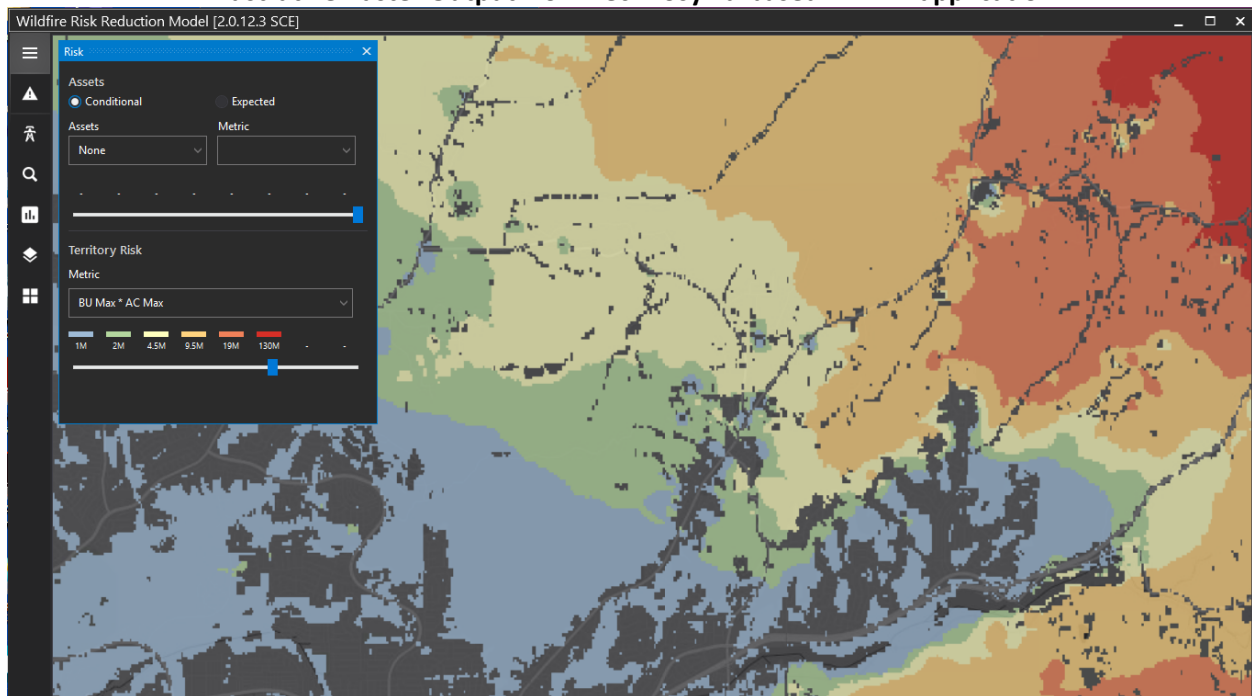 Wildfire Risk Reduction Model [2.0.12.3 SCE]
Risk
Assets
Conditional Expected
Assets Metric
None
- - - - - - - -
Territory Risk
Metric
BU Max * AC Max
1M 2M 4.5M 9.5M 19M 130M - -